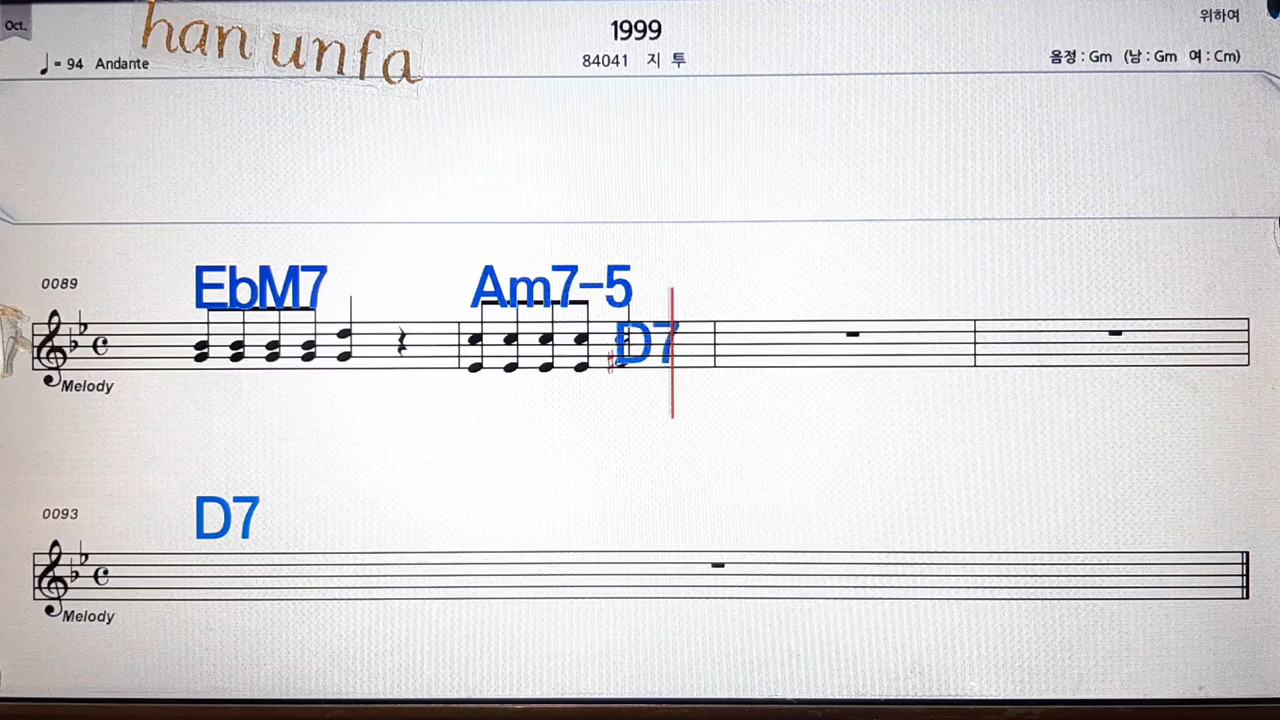 Oct.
han unfa
1999
위하여
♩= 94 Andante
84041 지 투
음정 : Gm (남 : Gm 여 : Cm)
0089
EbM7 Am7-5 D7
Melody
0093
D7
Melody